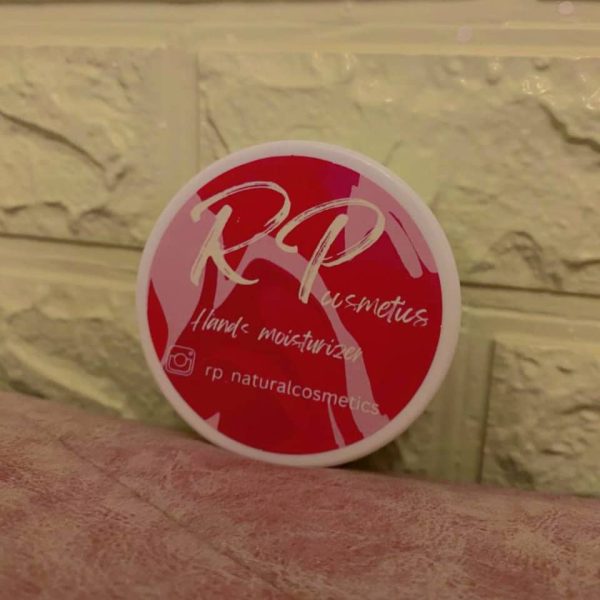 RP cosmetics
Hands moisturizer
rp_naturalcosmetics